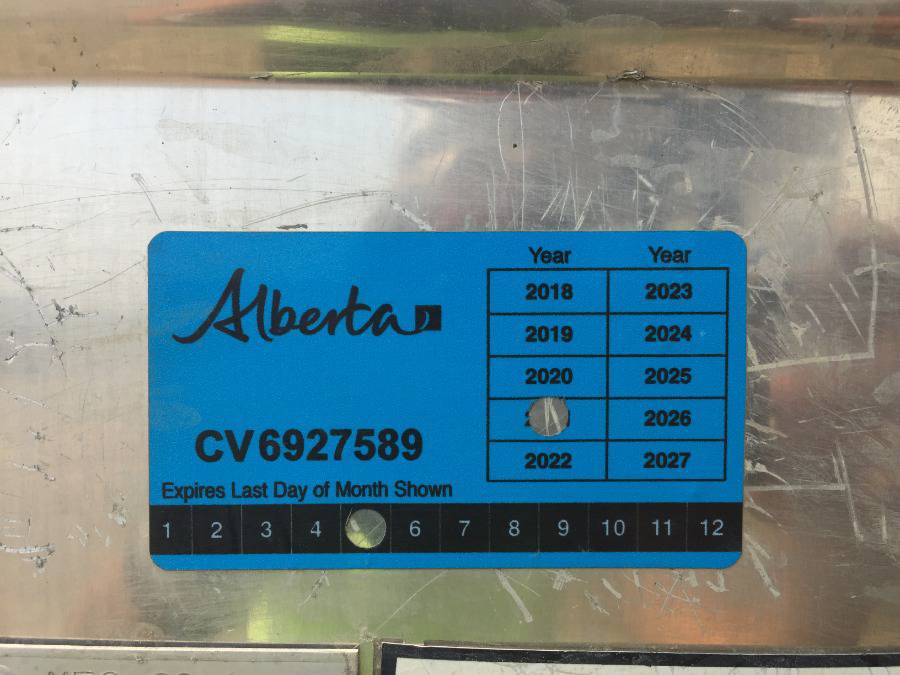 Alberta
Year Year
2018 2023
2019 2024
2020 2025
2026
2022 2027
CV6927589
Expires Last Day of Month Shown
1 2 3 4 6 7 8 9 10 11 12